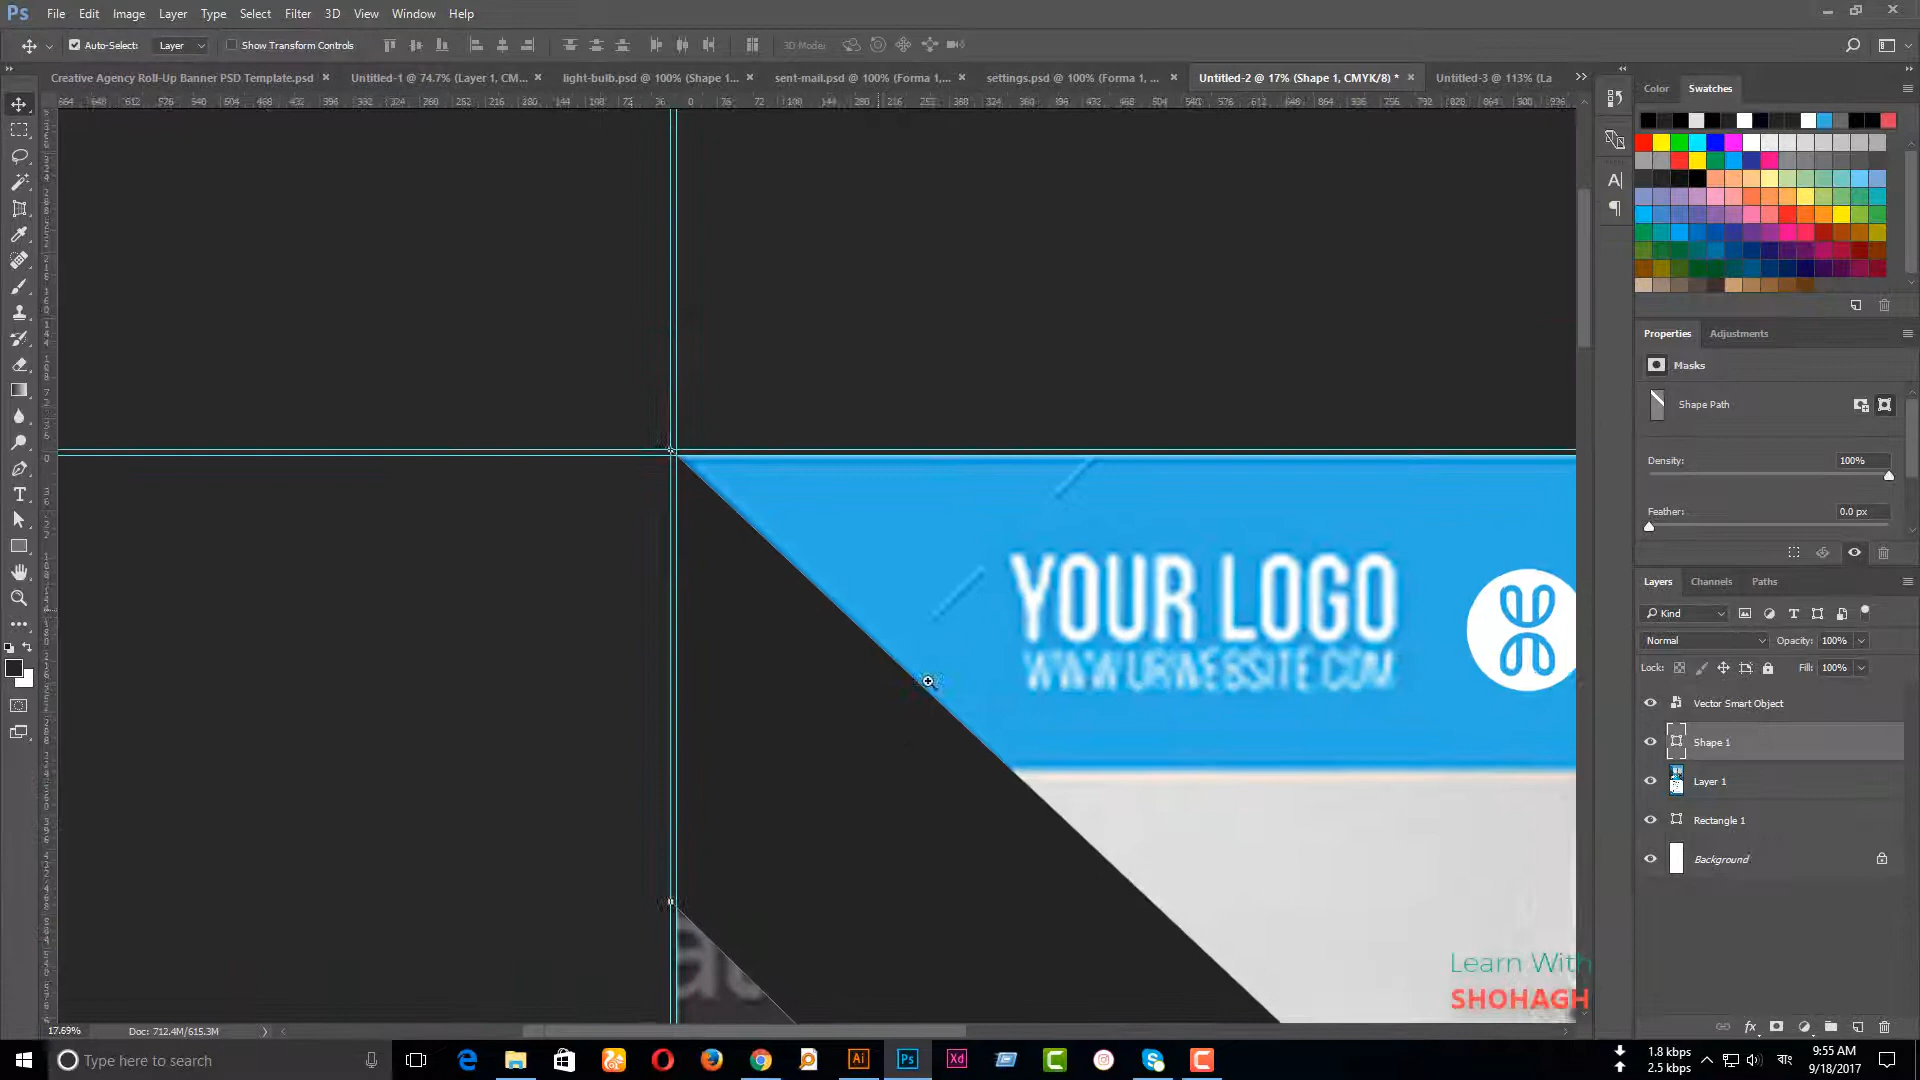 Ps File Edit Image Layer Type Select Filter 3D View Window Help
Auto-Select: Layer Show Transform Controls 3D Mode:
Creative Agency Roll-Up Banner PSD Template.psd Untitled-1 @ 74.7% (Layer 1, CM... light-bulb.psd @ 100% (Shape 1... sent-mail.psd @ 100% (Forma 1,... settings.psd @ 100% (Forma 1, ... Untitled-2 @ 17% (Shape 1, CMYK/8) * Untitled-3 @ 113% (La
Color Swatches
Properties Adjustments
Masks
Shape Path
Density: 100%
Feather: 0.0 px
Layers Channels Paths
Kind
Normal Opacity: 100%
Lock: Fill: 100%
Vector Smart Object
Shape 1
Layer 1
Rectangle 1
Background
YOUR LOGO
WWW.URWEBSITE.COM
Learn With
SHOHAGH
17.69% Doc: 712.4M/615.3M
Type here to search
Ai Ps Xd
1.8 kbps
2.5 kbps
বাং
9:55 AM
9/18/2017